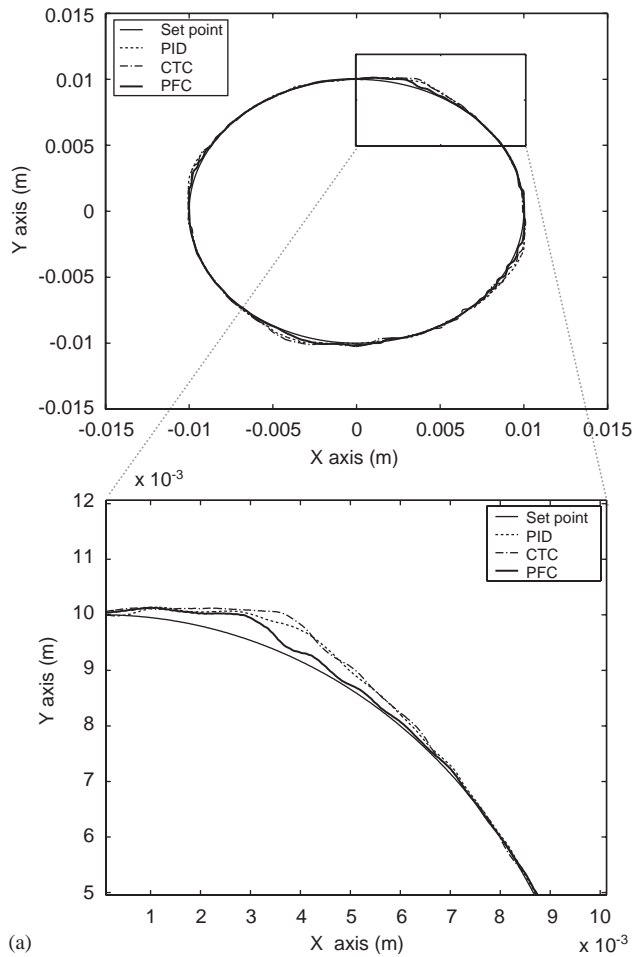 0.015
0.01
0.005
0
-0.005
-0.01
-0.015
Y axis (m)
Set point
PID
CTC
PFC
-0.015 -0.01 -0.005 0 0.005 0.01 0.015
X axis (m)
x 10-3
12
11
10
9
8
7
6
5
Y axis (m)
Set point
PID
CTC
PFC
1 2 3 4 5 6 7 8 9 10
X axis (m)
x 10-3
(a)